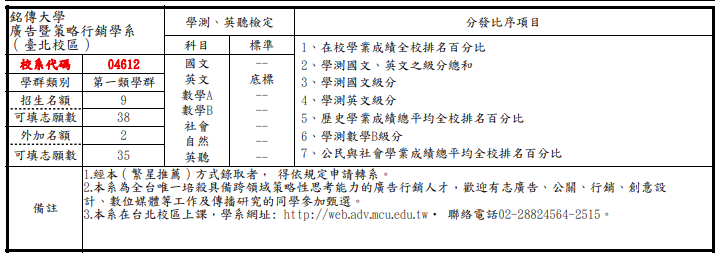 銘傳大學
廣告暨策略行銷學系
(臺北校區)
校系代碼 04612
學群類別 第一類學群
招生名額 9
可填志願數 38
外加名額 2
可填志願數 35
學測、英聽檢定
科目 標準
國文 --
英文 底標
數學A --
數學B --
社會 --
自然 --
英聽 --
分發比序項目
1、在校學業成績全校排名百分比
2、學測國文、英文之級分總和
3、學測國文級分
4、學測英文級分
5、歷史學業成績總平均全校排名百分比
6、學測數學B級分
7、公民與社會學業成績總平均全校排名百分比
備註
1.經本(繁星推薦)方式錄取者, 得依規定申請轉系。
2.本系為全台唯一培殺具備跨領域策略性思考能力的廣告行銷人才,歡迎有志廣告、公關、行銷、創意設
計、數位媒體等工作及傳播研究的同學參加甄選。
3.本系在台北校區上課,學系網址: http://web.adv.mcu.edu.tw. 聯絡電話02-28824564-2515。